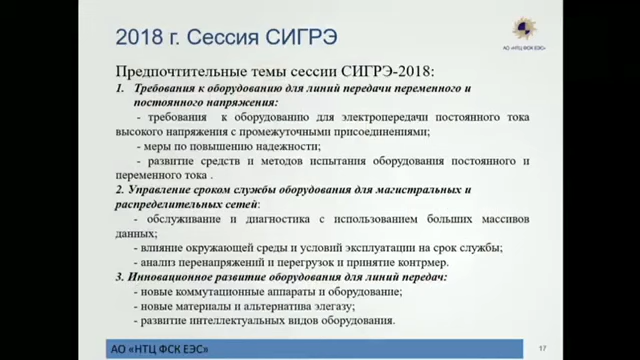 2018 г. Сессия СИГРЭ
АО «НТЦ ФСК ЕЭС»
Предпочтительные темы сессии СИГРЭ-2018:
1. Требования к оборудованию для линий передачи переменного и
постоянного напряжения:
- требования к оборудованию для электропередачи постоянного тока
высокого напряжения с промежуточными присоединениями;
- меры по повышению надежности;
- развитие средств и методов испытания оборудования постоянного и
переменного тока .
2. Управление сроком службы оборудования для магистральных и
распределительных сетей:
- обслуживание и диагностика с использованием больших массивов
данных;
- влияние окружающей среды и условий эксплуатации на срок службы;
- анализ перенапряжений и перегрузок и принятие контрмер.
3. Инновационное развитие оборудования для линий передач:
- новые коммутационные аппараты и оборудование;
- новые материалы и альтернатива элегазу;
- развитие интеллектуальных видов оборудования.
АО «НТЦ ФСК ЕЭС»
17